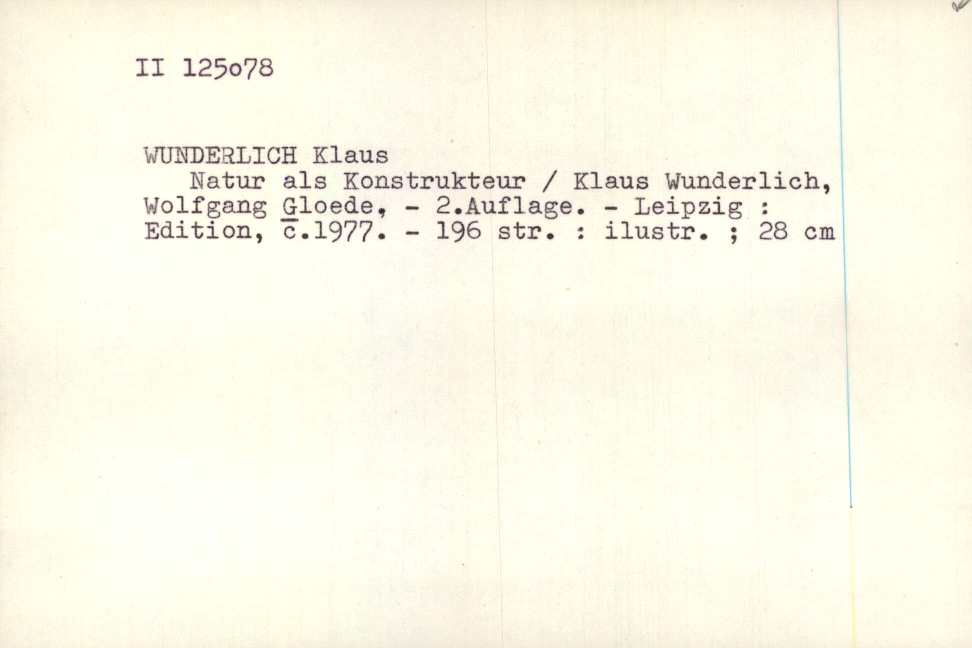 II 125o78
WUNDERLICH Klaus
Natur als Konstrukteur / Klaus Wunderlich,
Wolfgang Gloede. - 2.Auflage. - Leipzig :
Edition, c.1977. - 196 str. : ilustr. ; 28 cm